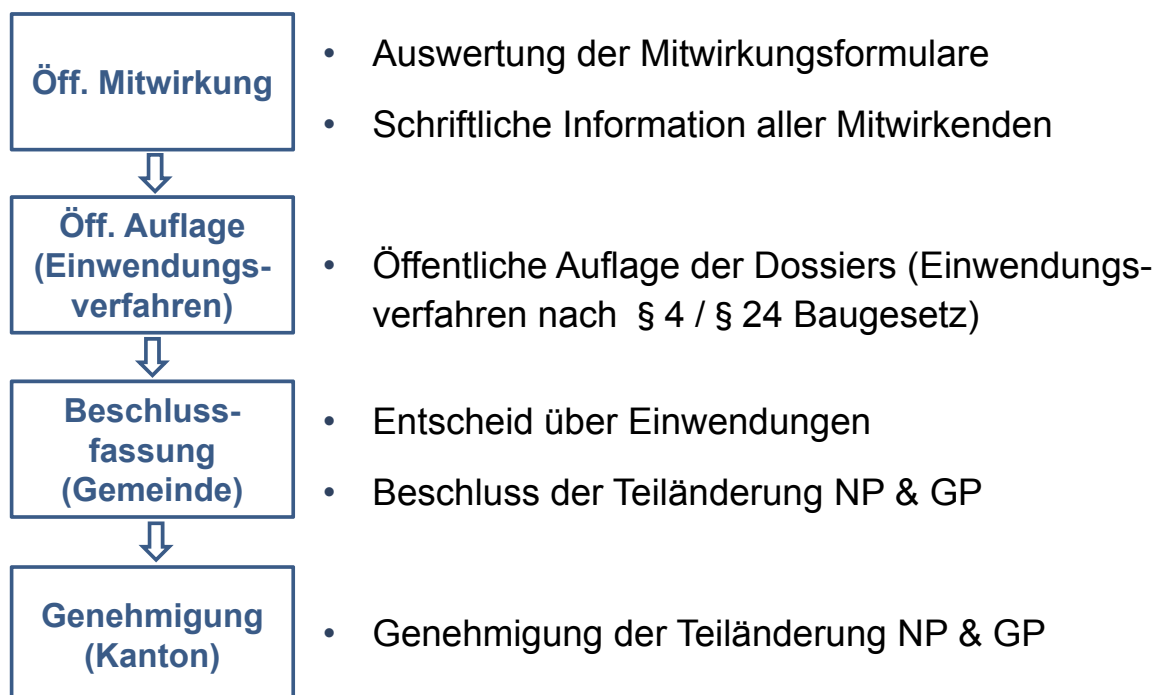 Öff. Mitwirkung
• Auswertung der Mitwirkungsformulare
• Schriftliche Information aller Mitwirkenden
Öff. Auflage
(Einwendungs-
verfahren)
• Öffentliche Auflage der Dossiers (Einwendungs-
verfahren nach § 4 / § 24 Baugesetz)
Beschluss-
fassung
(Gemeinde)
• Entscheid über Einwendungen
• Beschluss der Teiländerung NP & GP
Genehmigung
(Kanton)
• Genehmigung der Teiländerung NP & GP